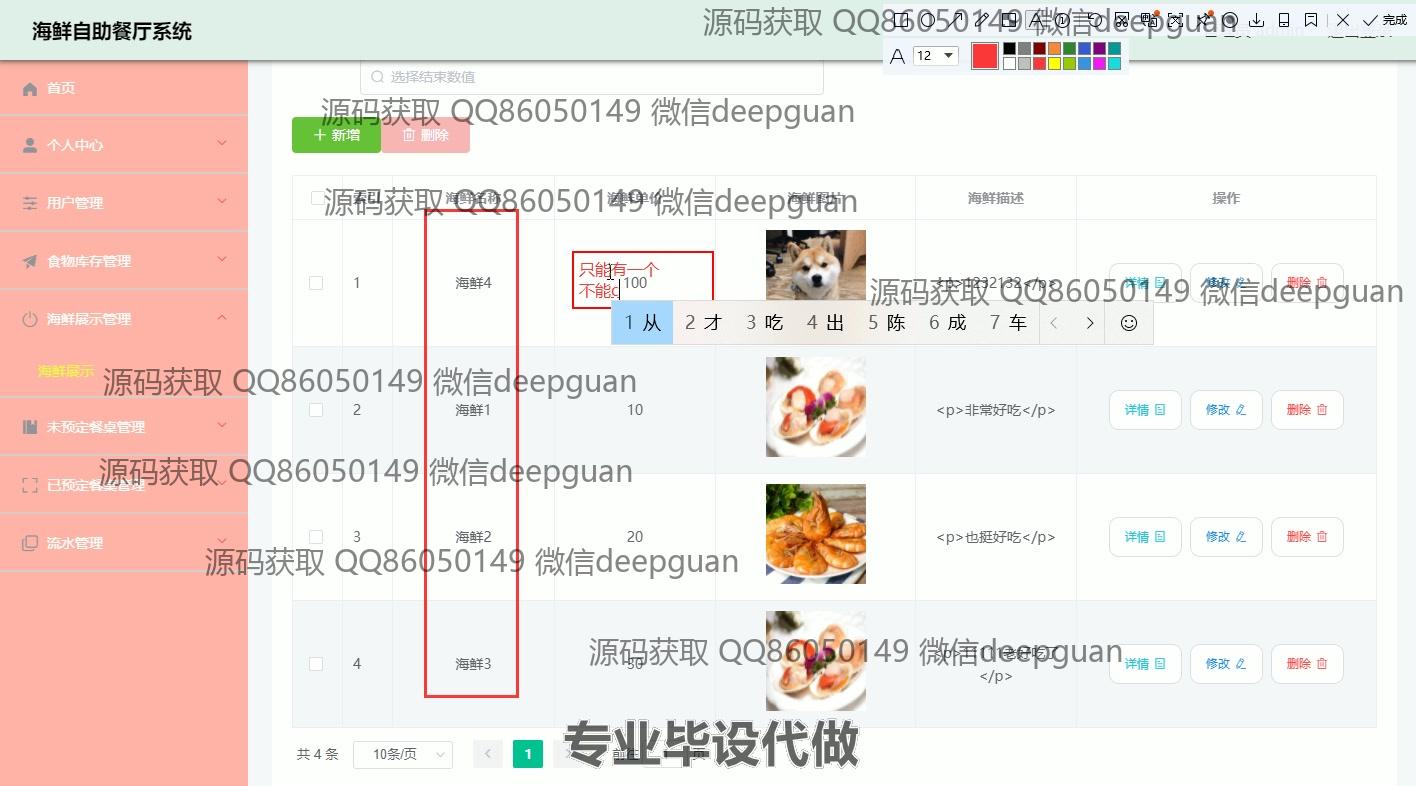 海鲜自助餐厅系统
源码获取 QQ86050149 微信deepguan
完成
A
12
首页
选择结束数值
源码获取 QQ86050149 微信deepguan
新增
删除
个人中心
用户管理
索引
海鲜名称
海鲜单价
海鲜图片
海鲜描述
操作
源码获取 QQ86050149 微信deepguan
食物库存管理
1
海鲜4
只能有一个
不能c
100
<p>1232132</p>
详情
修改
删除
源码获取 QQ86050149 微信deepguan
海鲜展示管理
1 从 2 才 3 吃 4 出 5 陈 6 成 7 车
海鲜展示
源码获取 QQ86050149 微信deepguan
2
海鲜1
10
<p>非常好吃</p>
详情
修改
删除
未预定餐桌管理
源码获取 QQ86050149 微信deepguan
已预定餐桌管理
流水管理
3
海鲜2
20
<p>也挺好吃</p>
详情
修改
删除
源码获取 QQ86050149 微信deepguan
4
海鲜3
30
</p>
详情
修改
删除
源码获取 QQ86050149 微信deepguan
共 4 条
10条/页
1
前往
页
专业毕设代做